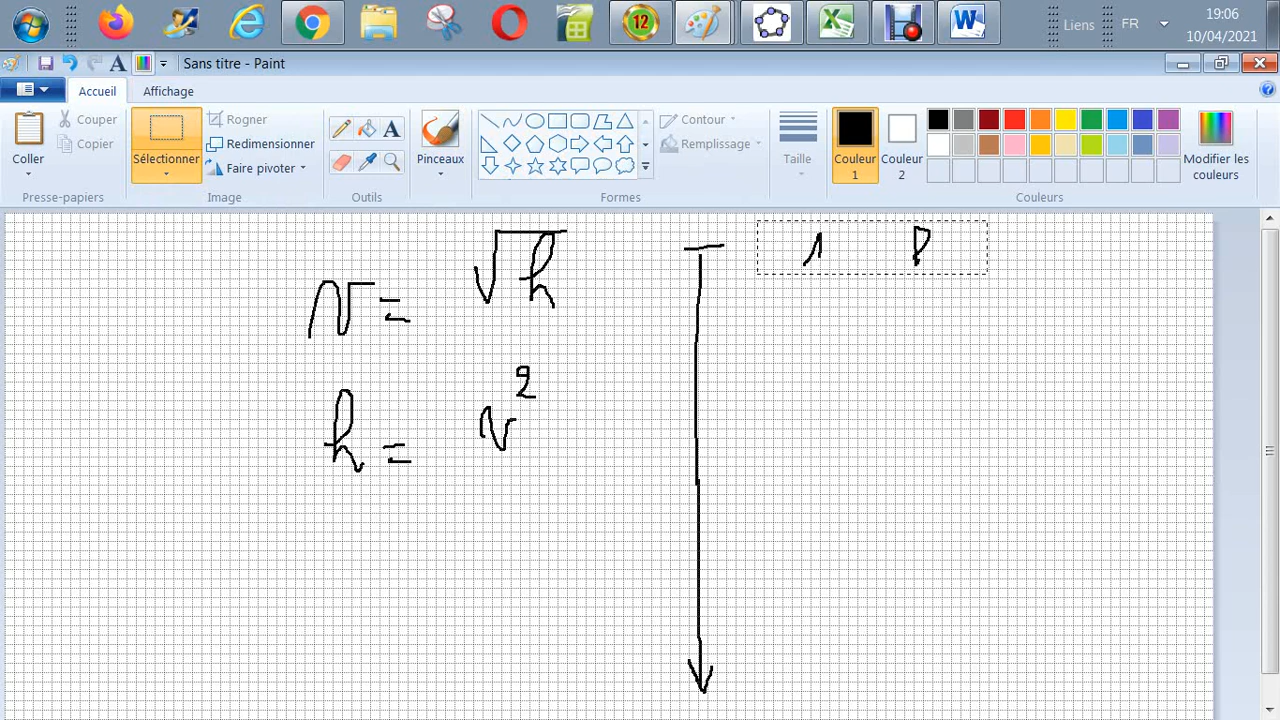 12
Liens
FR
19:06
10/04/2021
Sans titre - Paint
Accueil
Affichage
Coller
Couper
Copier
Presse-papiers
Sélectionner
Rogner
Redimensionner
Faire pivoter
Image
Outils
Pinceaux
Contour
Remplissage
Formes
Taille
Couleur 1
Couleur 2
Modifier les couleurs
Couleurs
v = √h
h = v²
1 P